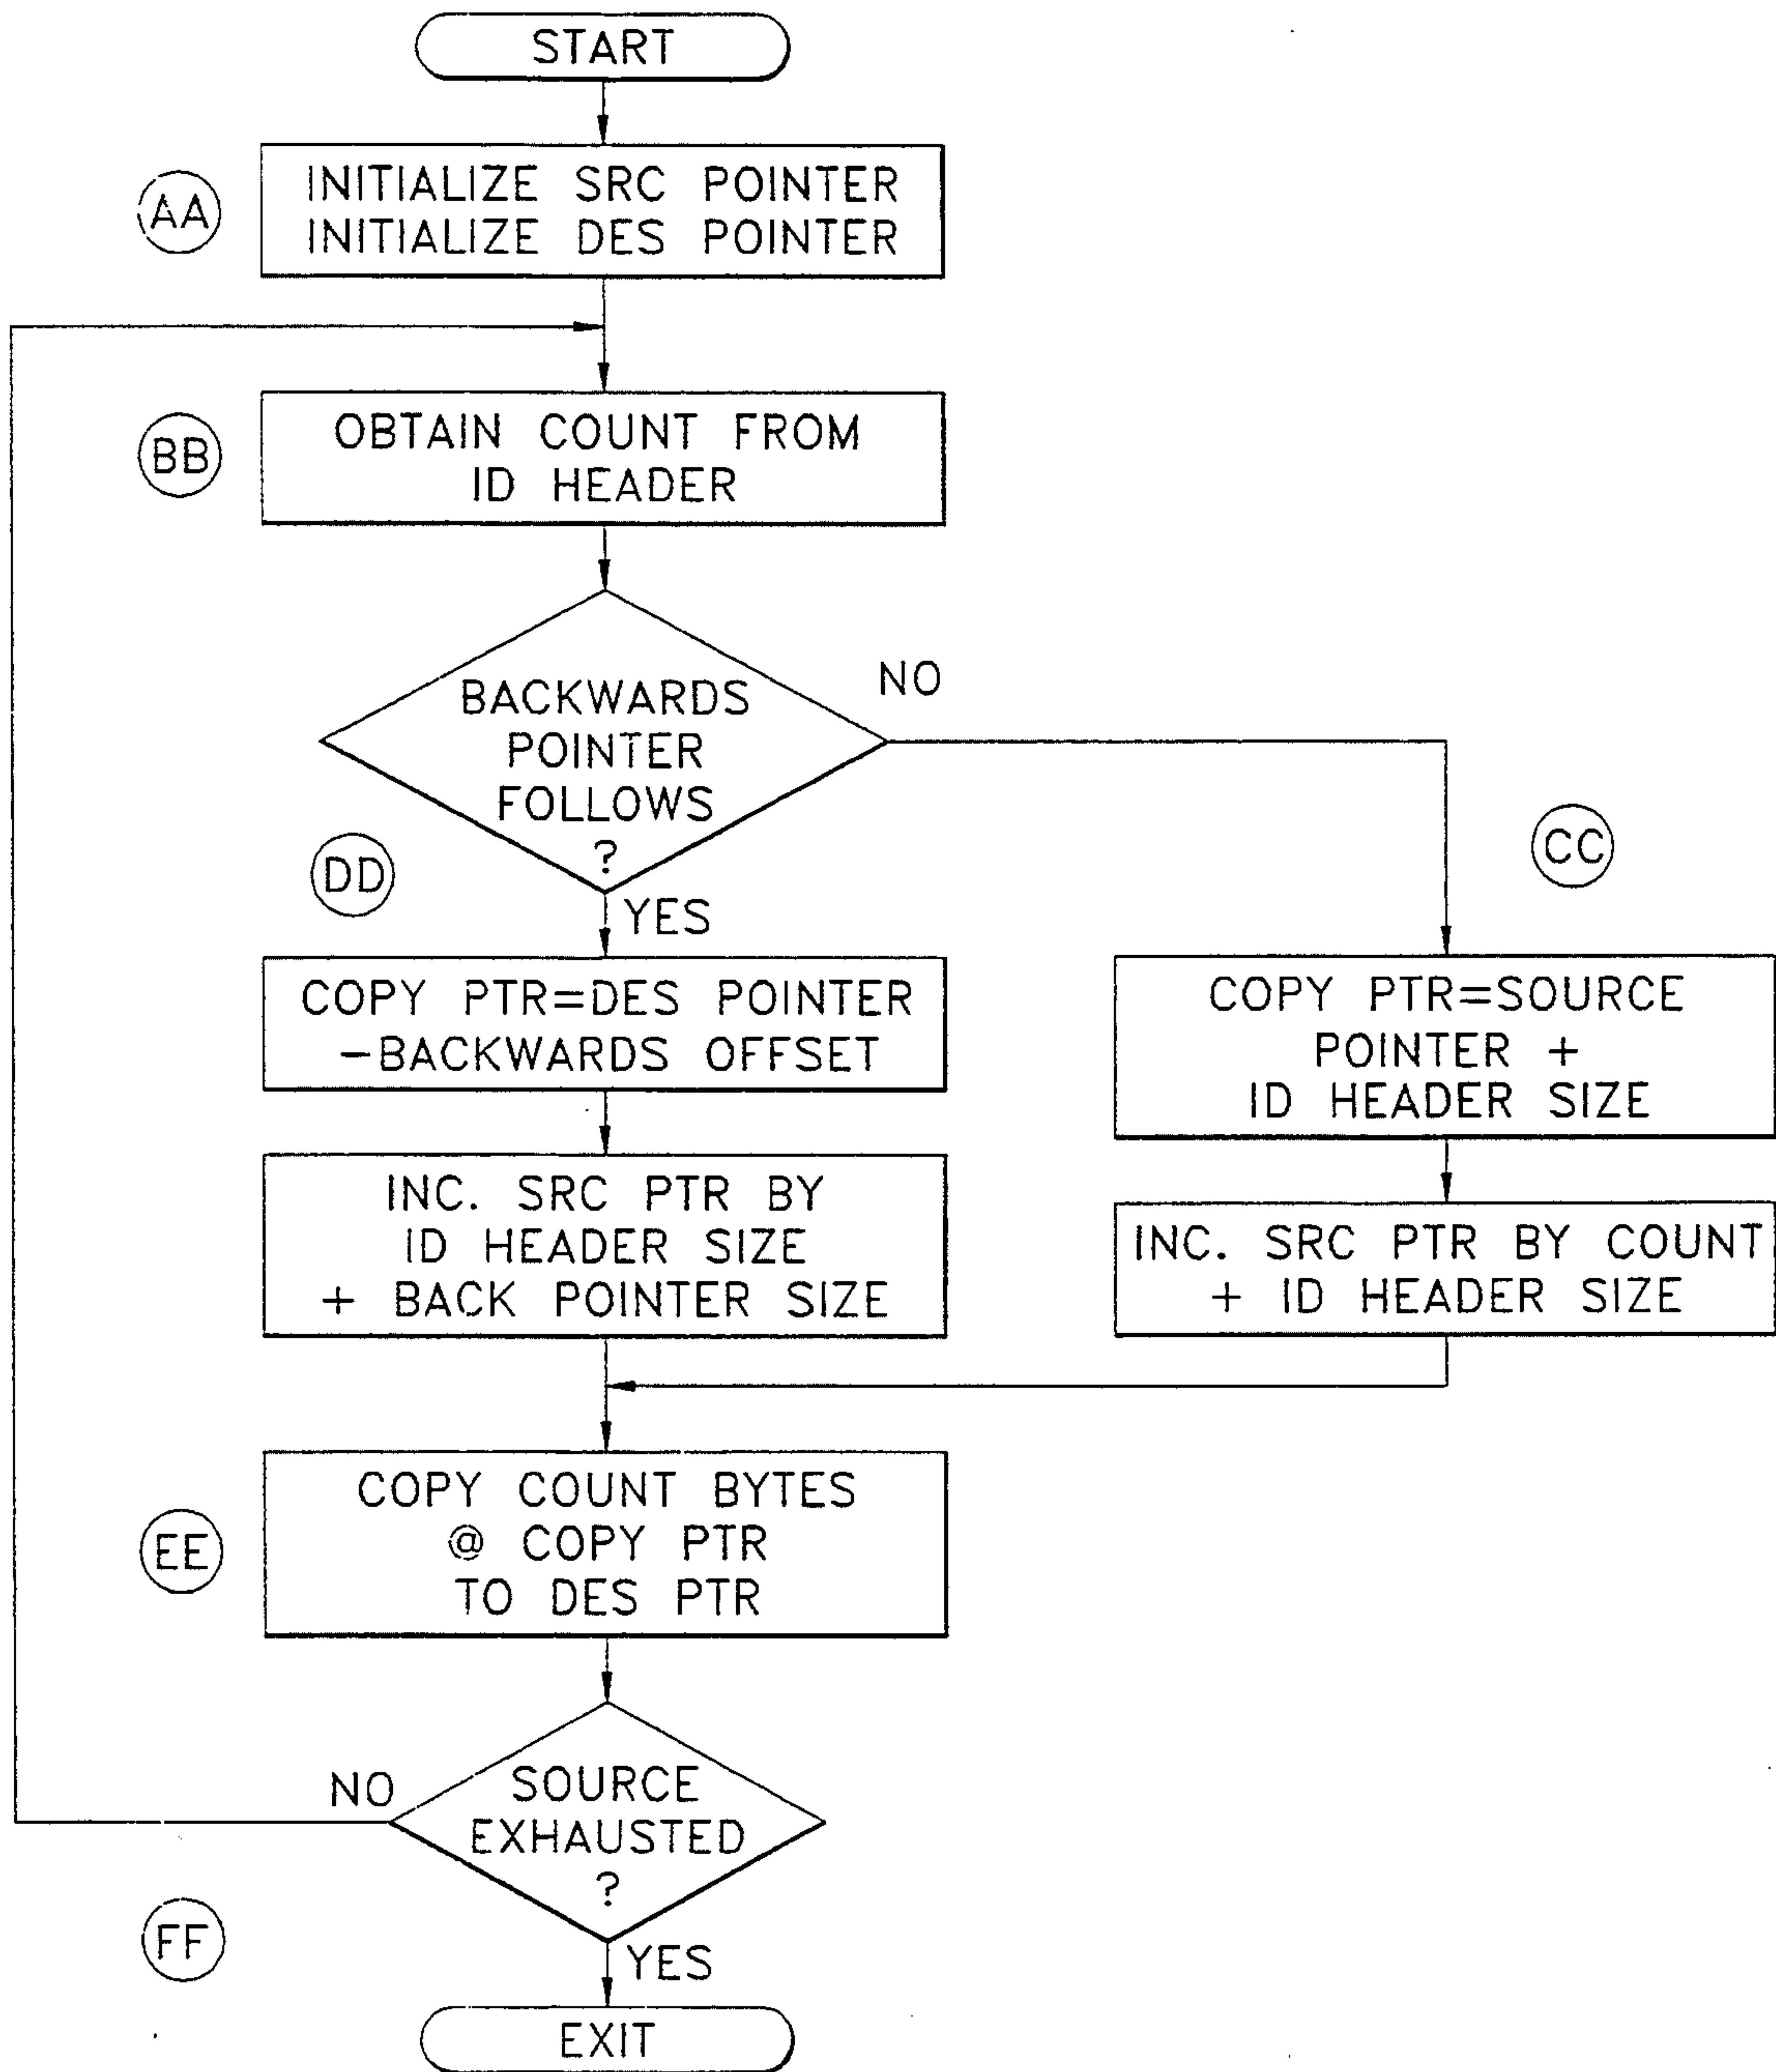 START
AA
INITIALIZE SRC POINTER
INITIALIZE DES POINTER
BB
OBTAIN COUNT FROM
ID HEADER
BACKWARDS
POINTER
FOLLOWS
?
NO
DD
YES
CC
COPY PTR=DES POINTER
-BACKWARDS OFFSET
COPY PTR=SOURCE
POINTER +
ID HEADER SIZE
INC. SRC PTR BY
ID HEADER SIZE
+ BACK POINTER SIZE
INC. SRC PTR BY COUNT
+ ID HEADER SIZE
EE
COPY COUNT BYTES
@ COPY PTR
TO DES PTR
NO
SOURCE
EXHAUSTED
?
FF
YES
EXIT